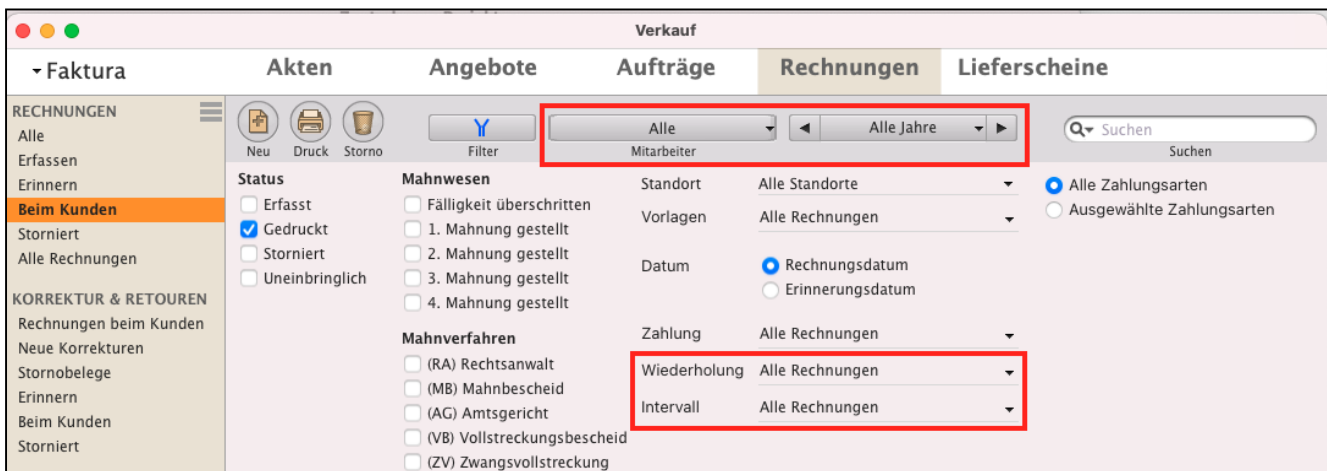 Verkauf
Faktura
Akten
Angebote
Aufträge
Rechnungen
Lieferscheine
RECHNUNGEN
Alle
Erfassen
Erinnern
Beim Kunden
Storniert
Alle Rechnungen
KORREKTUR & RETOUREN
Rechnungen beim Kunden
Neue Korrekturen
Stornobelege
Erinnern
Beim Kunden
Storniert
Neu
Druck
Storno
Filter
Alle
Mitarbeiter
Alle Jahre
Suchen
Suchen
Status
Erfasst
Gedruckt
Storniert
Uneinbringlich
Mahnwesen
Fälligkeit überschritten
1. Mahnung gestellt
2. Mahnung gestellt
3. Mahnung gestellt
4. Mahnung gestellt
Mahnverfahren
(RA) Rechtsanwalt
(MB) Mahnbescheid
(AG) Amtsgericht
(VB) Vollstreckungsbescheid
(ZV) Zwangsvollstreckung
Standort Alle Standorte
Vorlagen Alle Rechnungen
Datum Rechnungsdatum
Erinnerungsdatum
Zahlung Alle Rechnungen
Wiederholung Alle Rechnungen
Intervall Alle Rechnungen
Alle Zahlungsarten
Ausgewählte Zahlungsarten